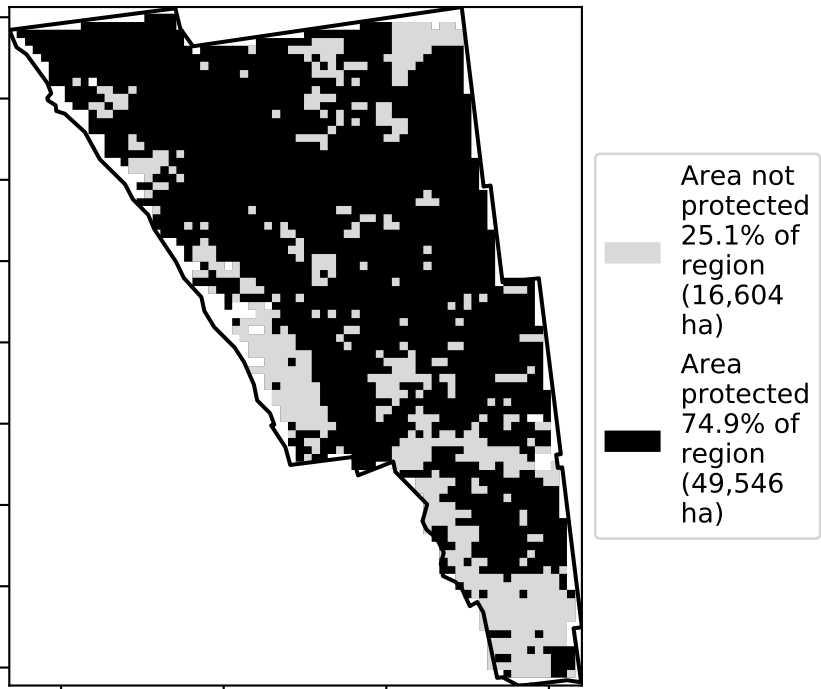 Area not
protected
25.1% of
region
(16,604
ha)
Area
protected
74.9% of
region
(49,546
ha)